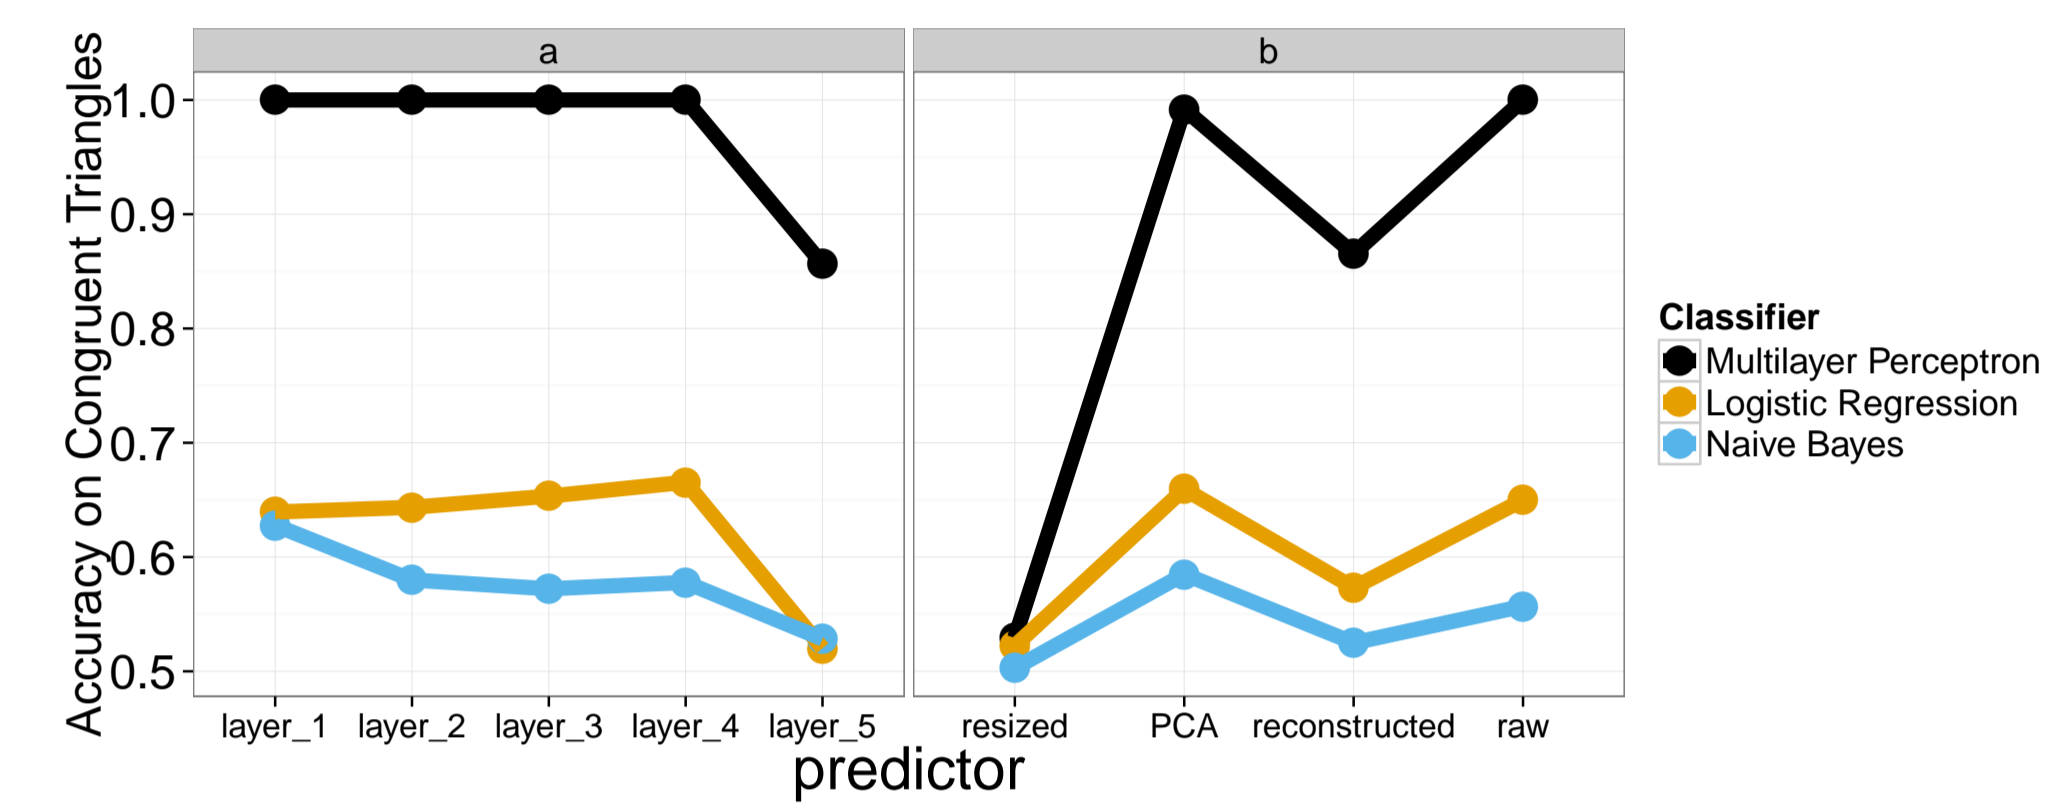 a
b
Accuracy on Congruent Triangles
1.0
0.9
0.8
0.7
0.6
0.5
layer_1 layer_2 layer_3 layer_4 layer_5
resized PCA reconstructed raw
predictor
Classifier
Multilayer Perceptron
Logistic Regression
Naive Bayes